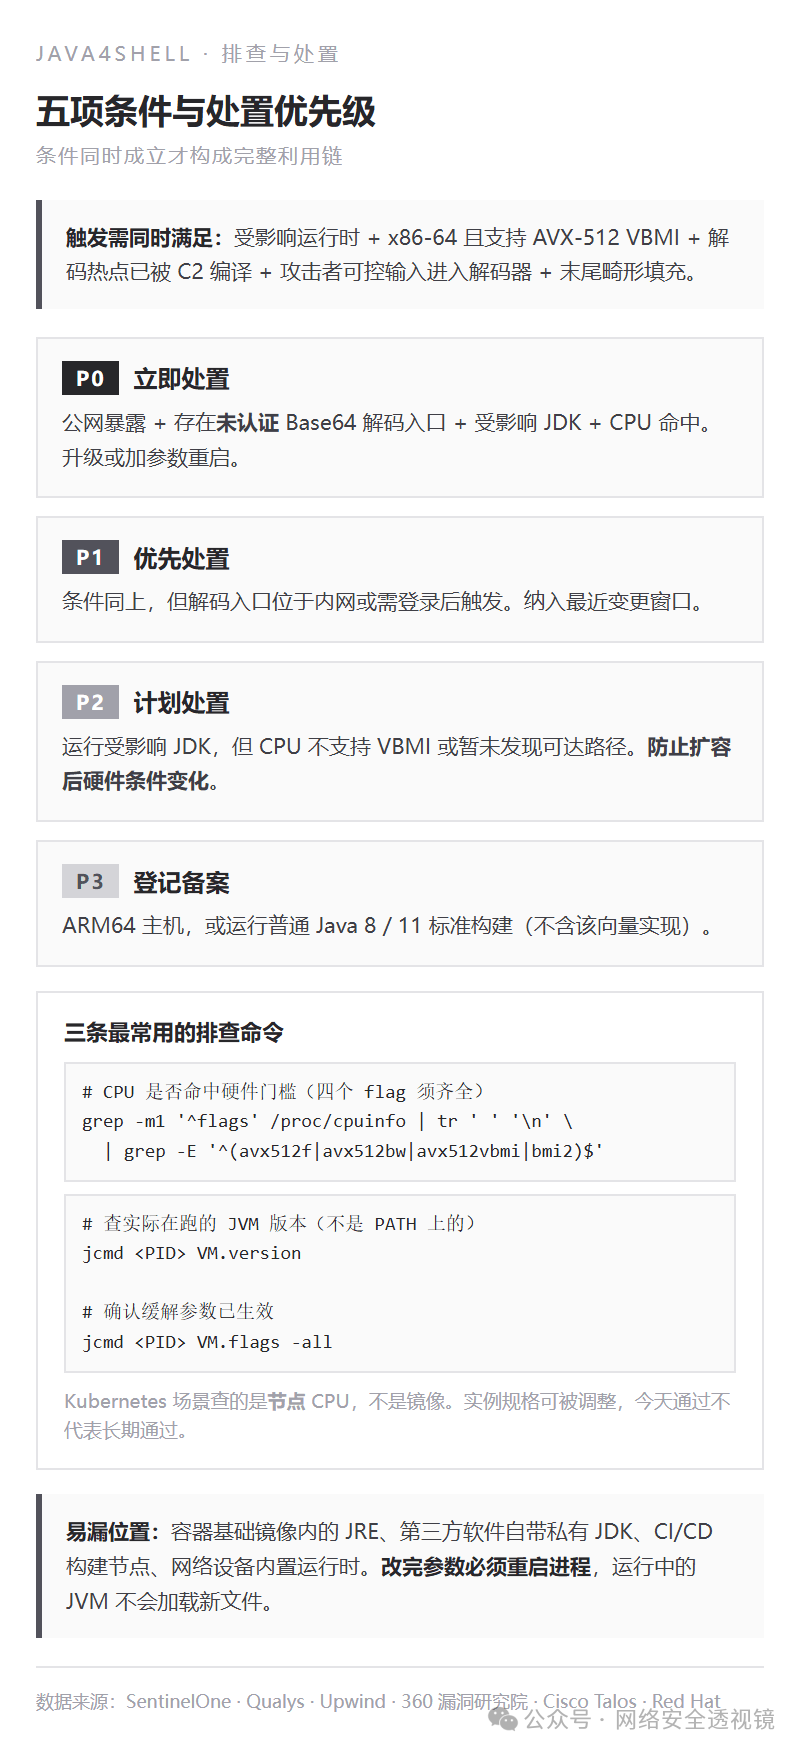 JAVA4SHELL · 排查与处置
五项条件与处置优先级
条件同时成立才构成完整利用链
触发需同时满足：受影响运行时 + x86-64 且支持 AVX-512 VBMI + 解
码热点已被 C2 编译 + 攻击者可控输入进入解码器 + 末尾畸形填充。
P0 立即处置
公网暴露 + 存在未认证 Base64 解码入口 + 受影响 JDK + CPU 命中。
升级或加参数重启。
P1 优先处置
条件同上，但解码入口位于内网或需登录后触发。纳入最近变更窗口。
P2 计划处置
运行受影响 JDK，但 CPU 不支持 VBMI 或暂未发现可达路径。防止扩容
后硬件条件变化。
P3 登记备案
ARM64 主机，或运行普通 Java 8 / 11 标准构建（不含该向量实现）。
三条最常用的排查命令
# CPU 是否命中硬件门槛（四个 flag 须齐全）
grep -m1 '^flags' /proc/cpuinfo | tr ' ' '\n' \
| grep -E '^(avx512f|avx512bw|avx512vbmi|bmi2)$'
# 查实际在跑的 JVM 版本（不是 PATH 上的）
jcmd <PID> VM.version
# 确认缓解参数已生效
jcmd <PID> VM.flags -all
Kubernetes 场景查的是节点 CPU，不是镜像。实例规格可被调整，今天通过不
代表长期通过。
易漏位置：容器基础镜像内的 JRE、第三方软件自带私有 JDK、CI/CD
构建节点、网络设备内置运行时。改完参数必须重启进程，运行中的
JVM 不会加载新文件。
数据来源：SentinelOne · Qualys · Upwind · 360 漏洞研究院 · Cisco Talos · Red Hat
公众号 · 网络安全透视镜